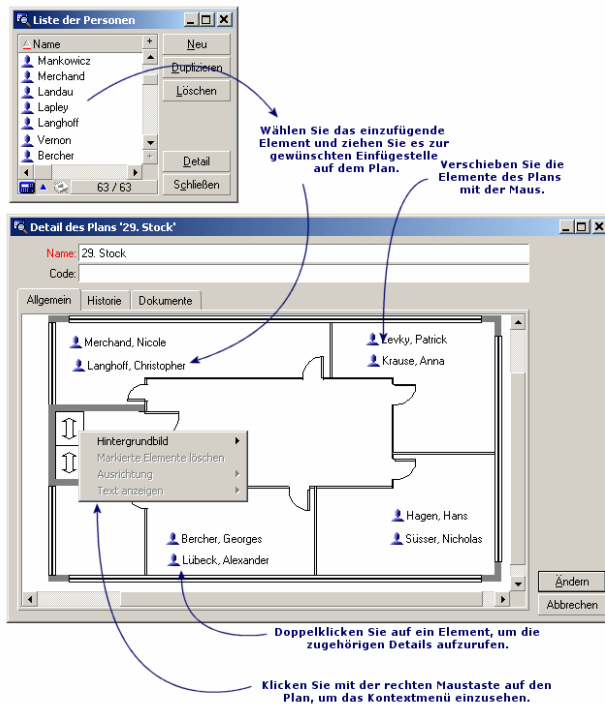 Liste der Personen
Name
+
Mankowicz
Merchand
Landau
Lapley
Langhoff
Vernon
Bercher
+
63 / 63
Neu
Duplizieren
Löschen
Detail
Schließen
Wählen Sie das einzufügende
Element und ziehen Sie es zur
gewünschten Einfügestelle
auf dem Plan.
Verschieben Sie die
Elemente des Plans
mit der Maus.
Detail des Plans '29. Stock'
Name: 29. Stock
Code:
Allgemein Historie Dokumente
Merchand, Nicole
Langhoff, Christopher
Levky, Patrick
Krause, Anna
Hintergrundbild
Markierte Elemente löschen
Ausrichtung
Text anzeigen
Bercher, Georges
Lübeck, Alexander
Hagen, Hans
Süsser, Nicholas
Ändern
Abbrechen
Doppelklicken Sie auf ein Element, um die
zugehörigen Details aufzurufen.
Klicken Sie mit der rechten Maustaste auf den
Plan, um das Kontextmenü einzusehen.